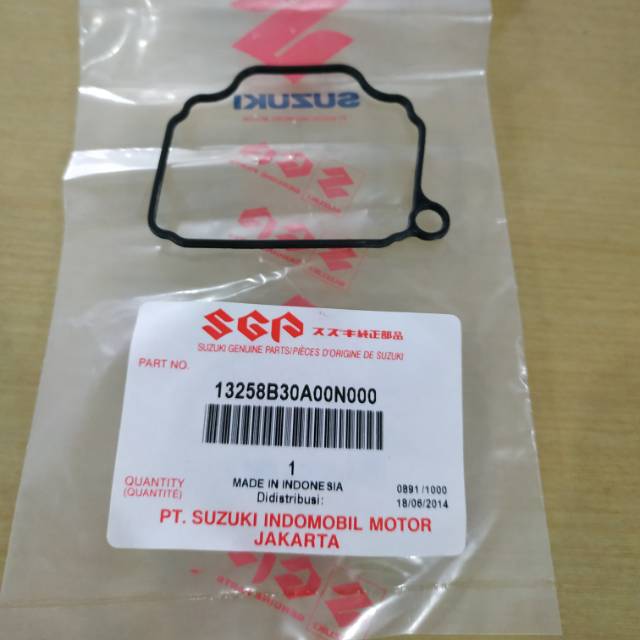 SUZUKI
SGP スズキ純正部品
SUZUKI GENUINE PARTS/PIÈCES D'ORIGINE DE SUZUKI
PART NO.
13258B30A00N000
1
QUANTITY
(QUANTITÉ)
MADE IN INDONESIA
Didistribusi:
0891 /1000
18/06/2014
PT. SUZUKI INDOMOBIL MOTOR
JAKARTA